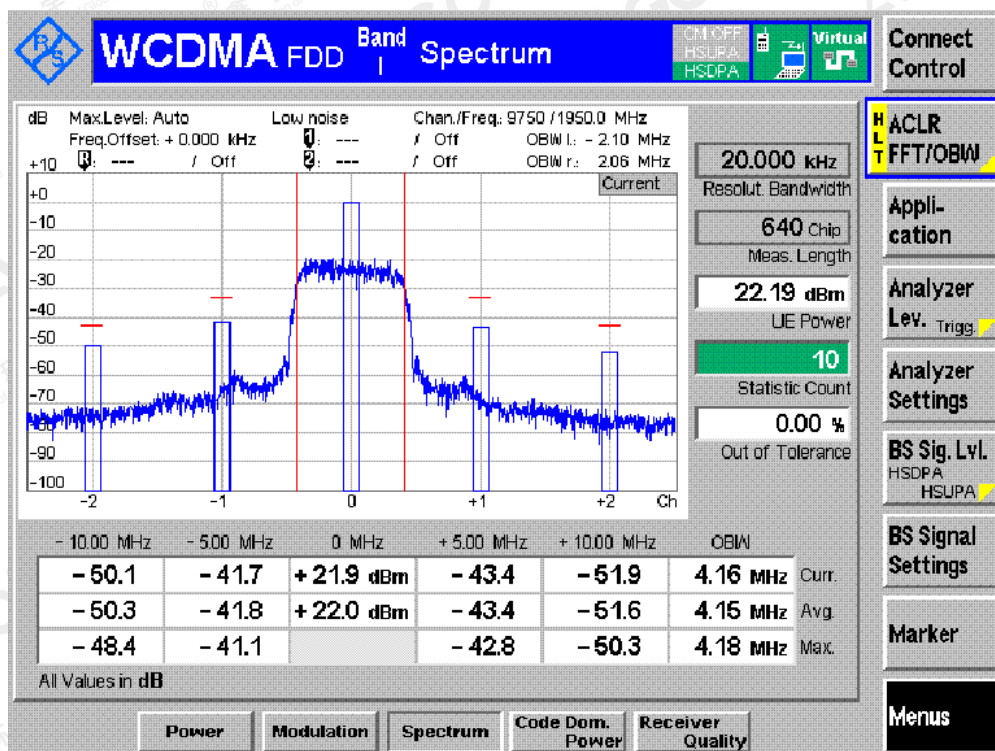 R/S
WCDMA FDD Band I Spectrum
CM OFF
HSUPA
HSDPA
Virtual
Connect
Control
dB Max.Level: Auto Low noise Chan./Freq.: 9750 /1950.0 MHz
Freq.Offset: + 0.000 kHz 1: --- / Off OBW l.: - 2.10 MHz
+10 R: --- / Off 2: --- / Off OBW r.: 2.06 MHz
Current
+0
-10
-20
-30
-40
-50
-60
-70
-80
-90
-100
-2 -1 0 +1 +2 Ch
20.000 kHz
Resolut. Bandwidth
640 Chip
Meas. Length
22.19 dBm
UE Power
10
Statistic Count
0.00 %
Out of Tolerance
- 10.00 MHz - 5.00 MHz 0 MHz + 5.00 MHz + 10.00 MHz OBW
- 50.1 - 41.7 + 21.9 dBm - 43.4 - 51.9 4.16 MHz Curr.
- 50.3 - 41.8 + 22.0 dBm - 43.4 - 51.6 4.15 MHz Avg.
- 48.4 - 41.1 - 42.8 - 50.3 4.18 MHz Max.
All Values in dB
Power
Modulation
Spectrum
Code Dom.
Power
Receiver
Quality
H
L
T
ACLR
FFT/OBW
Appli-
cation
Analyzer
Lev. Trigg.
Analyzer
Settings
BS Sig. Lvl.
HSDPA
HSUPA
BS Signal
Settings
Marker
Menus